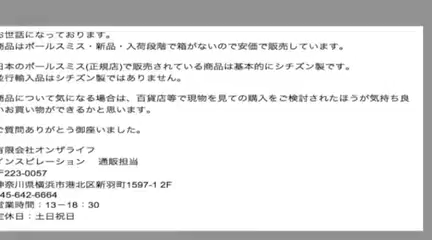 お世話になっております。
商品はポールスミス・新品・入荷段階で箱がないので安価で販売しています。
日本のポールスミス(正規店)で販売されている商品は基本的にシチズン製です。
並行輸入品はシチズン製ではありません。
商品について気になる場合は、百貨店等で現物を見ての購入をご検討されたほうが気持ち良
いお買い物ができるかと思います。
ご質問ありがとう御座いました。
有限会社オンザライフ
インスピレーション 通販担当
〒223-0057
神奈川県横浜市港北区新羽町1597-1 2F
045-642-6664
営業時間:13-18:30
定休日:土日祝日